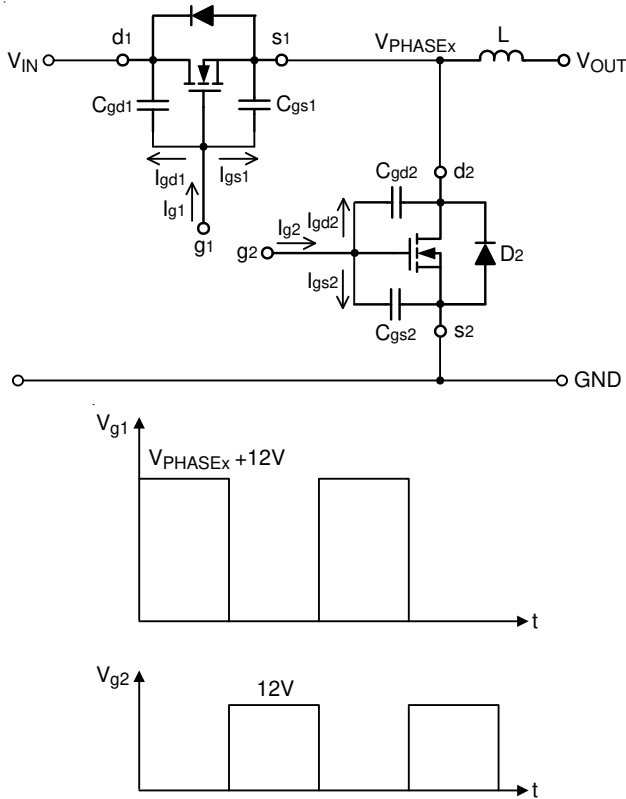 d1
s1
VPHASEx
L
VIN
VOUT
Cgd1
Cgs1
Igd1
Igs1
Ig1
g1
Cgd2
d2
Ig2
Igd2
g2
D2
Igs2
Cgs2
s2
GND
Vg1
VPHASEx +12V
t
Vg2
12V
t